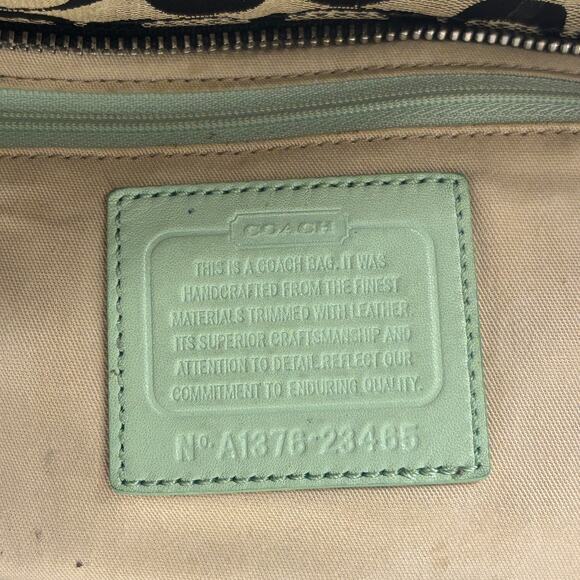 COACH
THIS IS A COACH BAG. IT WAS
HANDCRAFTED FROM THE FINEST
MATERIALS TRIMMED WITH LEATHER.
ITS SUPERIOR CRAFTSMANSHIP AND
ATTENTION TO DETAIL REFLECT OUR
COMMITMENT TO ENDURING QUALITY.
Nº. A1376-23465